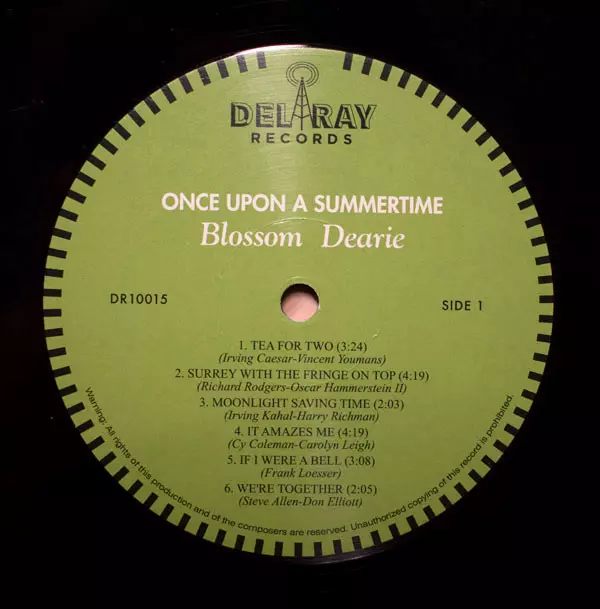 DEL RAY
RECORDS
ONCE UPON A SUMMERTIME
Blossom Dearie
DR10015
SIDE 1
1. TEA FOR TWO (3:24)
(Irving Caesar-Vincent Youmans)
2. SURREY WITH THE FRINGE ON TOP (4:19)
(Richard Rodgers-Oscar Hammerstein II)
3. MOONLIGHT SAVING TIME (2:03)
(Irving Kahal-Harry Richman)
4. IT AMAZES ME (4:19)
(Cy Coleman-Carolyn Leigh)
5. IF I WERE A BELL (3:08)
(Frank Loesser)
6. WE'RE TOGETHER (2:05)
(Steve Allen-Don Elliott)
Warning: All rights of this production and of the composers are reserved. Unauthorized copying of this record is prohibited.